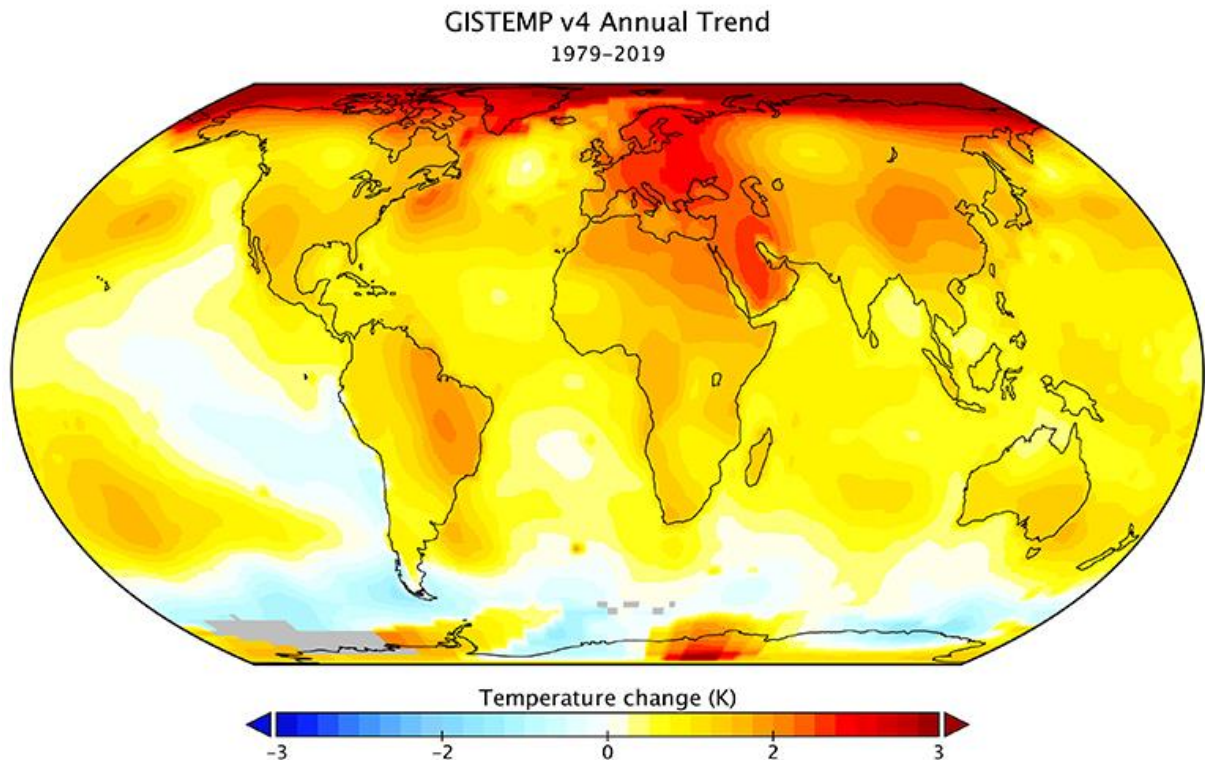 GISTEMP v4 Annual Trend
1979–2019
Temperature change (K)
−3 −2 0 2 3